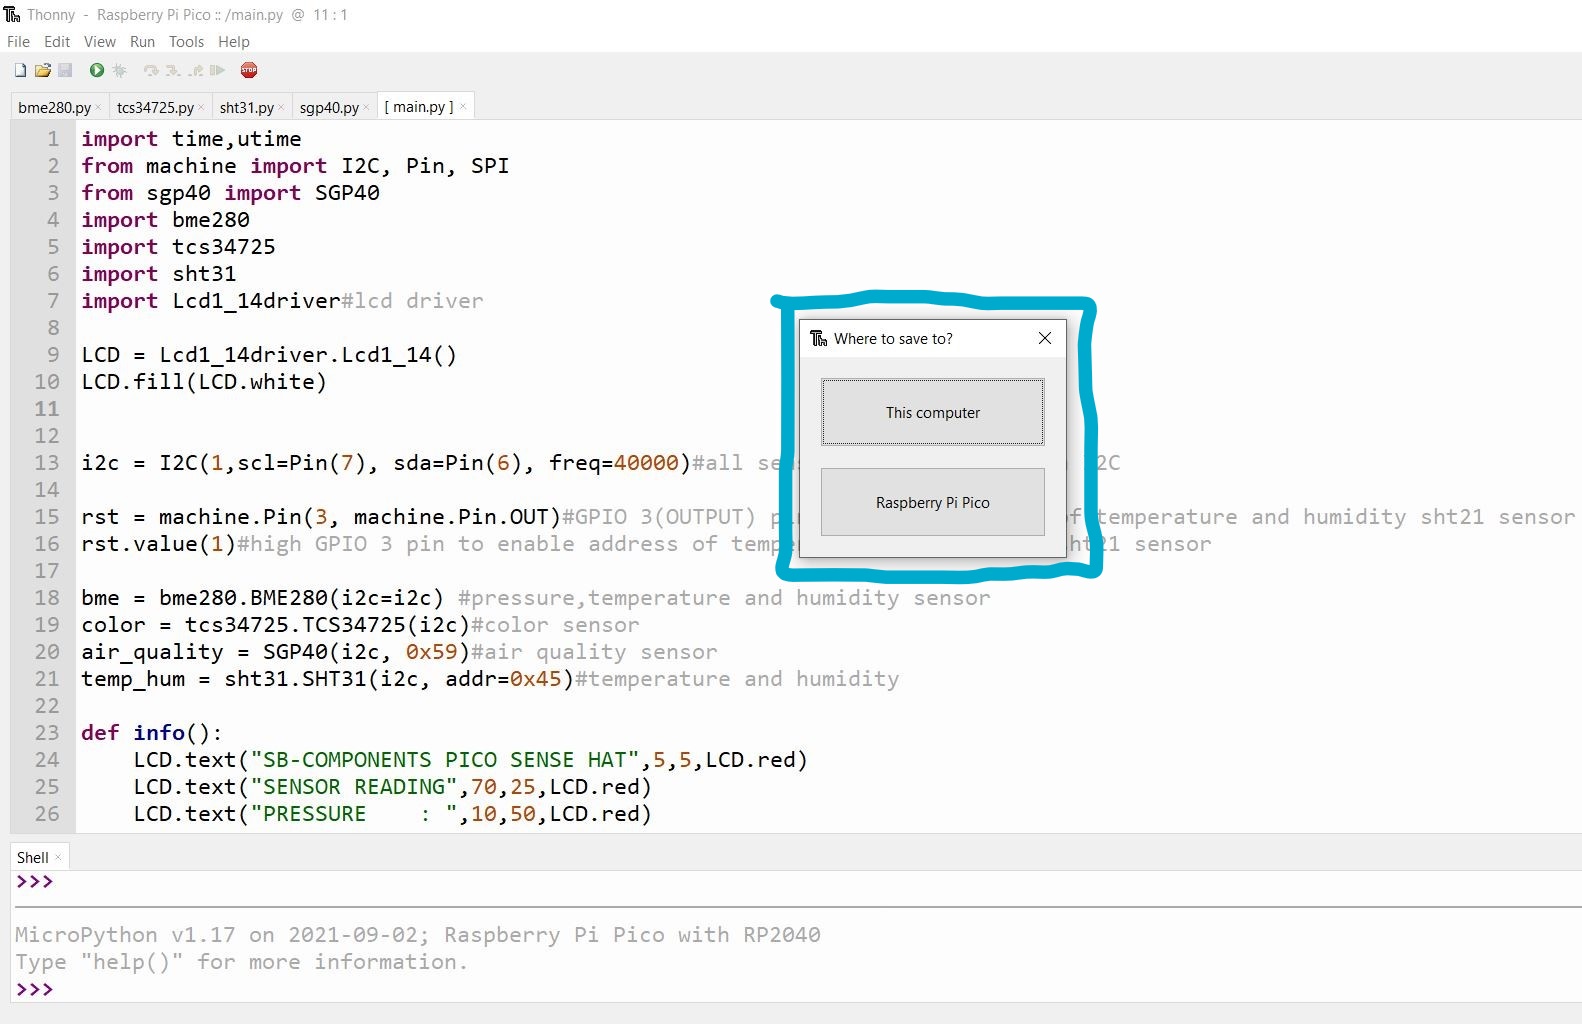 Thonny - Raspberry Pi Pico :: /main.py @ 11 : 1
File Edit View Run Tools Help
STOP
bme280.py × tcs34725.py × sht31.py × sgp40.py × [ main.py ] ×
1 import time,utime
2 from machine import I2C, Pin, SPI
3 from sgp40 import SGP40
4 import bme280
5 import tcs34725
6 import sht31
7 import Lcd1_14driver#lcd driver
8
9 LCD = Lcd1_14driver.Lcd1_14()
10 LCD.fill(LCD.white)
11
12
13 i2c = I2C(1,scl=Pin(7), sda=Pin(6), freq=40000)#all
14
15 rst = machine.Pin(3, machine.Pin.OUT)#GPIO 3(OUTPUT) temperature and humidity sht21 sensor
16 rst.value(1)#high GPIO 3 pin to enable address of sensor
17
18 bme = bme280.BME280(i2c=i2c) #pressure,temperature and humidity sensor
19 color = tcs34725.TCS34725(i2c)#color sensor
20 air_quality = SGP40(i2c, 0x59)#air quality sensor
21 temp_hum = sht31.SHT31(i2c, addr=0x45)#temperature and humidity
22
23 def info():
24 LCD.text("SB-COMPONENTS PICO SENSE HAT",5,5,LCD.red)
25 LCD.text("SENSOR READING",70,25,LCD.red)
26 LCD.text("PRESSURE    : ",10,50,LCD.red)
Where to save to?
This computer
Raspberry Pi Pico
Shell ×
>>>
MicroPython v1.17 on 2021-09-02; Raspberry Pi Pico with RP2040
Type "help()" for more information.
>>>